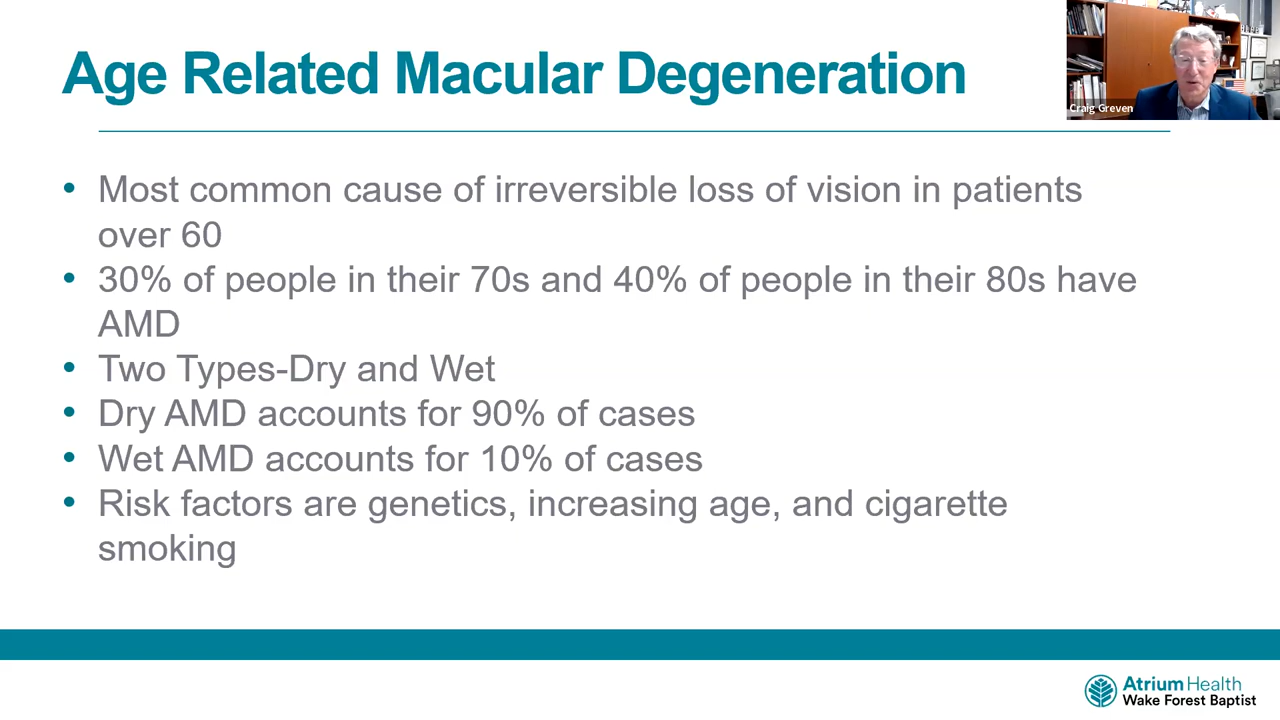 Age Related Macular Degeneration
Craig Greven
• Most common cause of irreversible loss of vision in patients
over 60
• 30% of people in their 70s and 40% of people in their 80s have
AMD
• Two Types-Dry and Wet
• Dry AMD accounts for 90% of cases
• Wet AMD accounts for 10% of cases
• Risk factors are genetics, increasing age, and cigarette
smoking
Atrium Health
Wake Forest Baptist